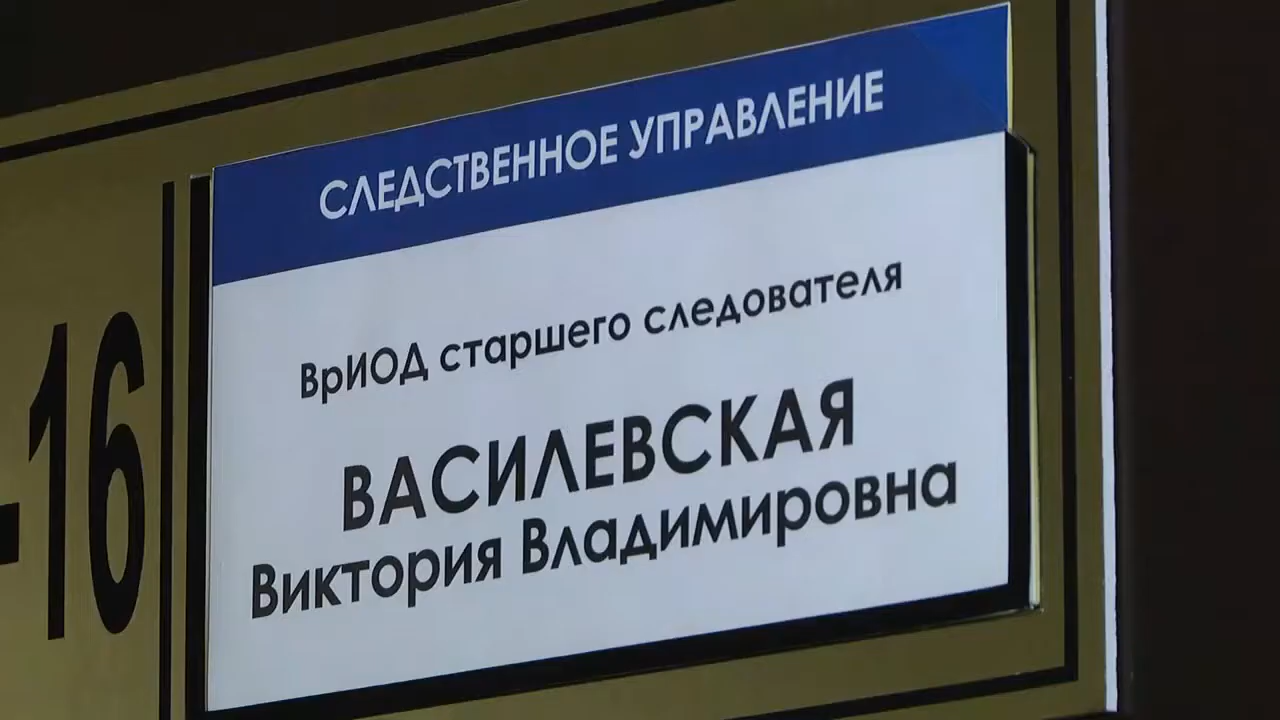 СЛЕДСТВЕННОЕ УПРАВЛЕНИЕ
-16
ВрИОД старшего следователя
ВАСИЛЕВСКАЯ
Виктория Владимировна